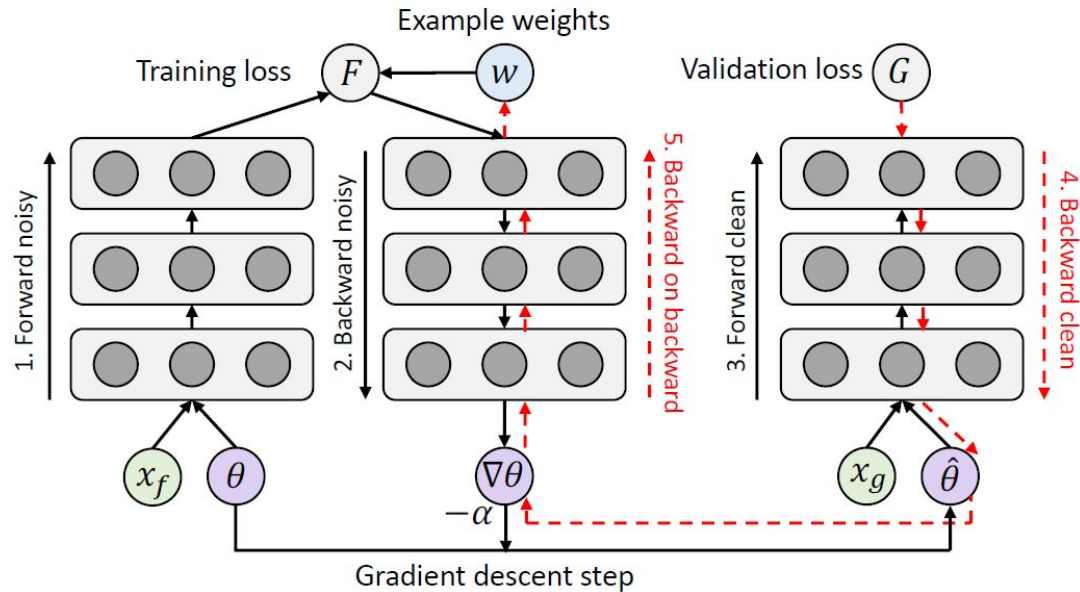 Example weights
Training loss
F
w
Validation loss
G
1. Forward noisy
2. Backward noisy
5. Backward on backward
3. Forward clean
4. Backward clean
x_f
θ
∇θ
x_g
θ̂
−α
Gradient descent step